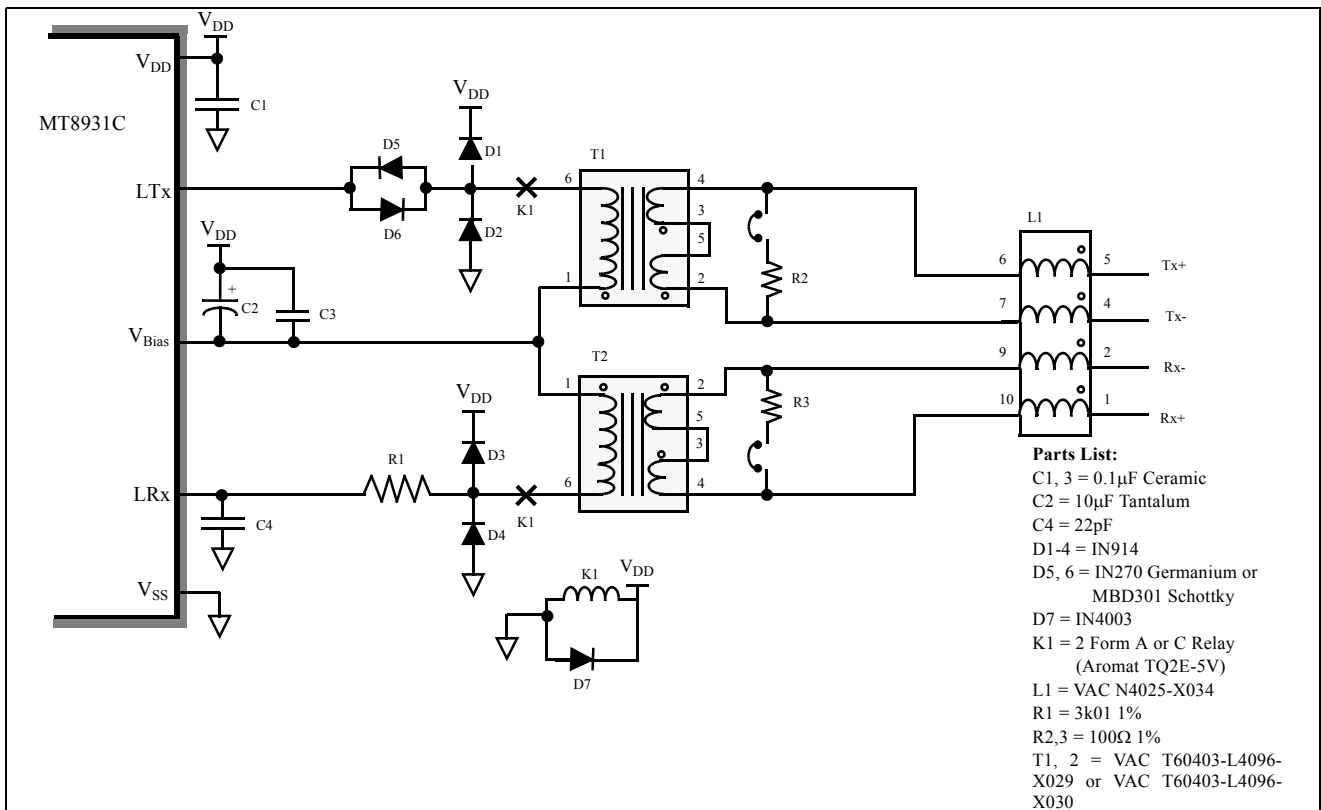 VDD
VDD
C1
MT8931C
VDD
D5
D1
T1
LTx
6
4
K1
D6
D2
3
5
L1
VDD
R2
6
5
Tx+
1
2
+
C2
C3
7
4
Tx-
VBias
T2
9
2
Rx-
1
2
VDD
R3
10
1
Rx+
5
3
D3
R1
LRx
6
4
K1
C4
D4
VSS
K1
VDD
D7
Parts List:
C1, 3 = 0.1μF Ceramic
C2 = 10μF Tantalum
C4 = 22pF
D1-4 = IN914
D5, 6 = IN270 Germanium or
MBD301 Schottky
D7 = IN4003
K1 = 2 Form A or C Relay
(Aromat TQ2E-5V)
L1 = VAC N4025-X034
R1 = 3k01 1%
R2,3 = 100Ω 1%
T1, 2 = VAC T60403-L4096-
X029 or VAC T60403-L4096-
X030